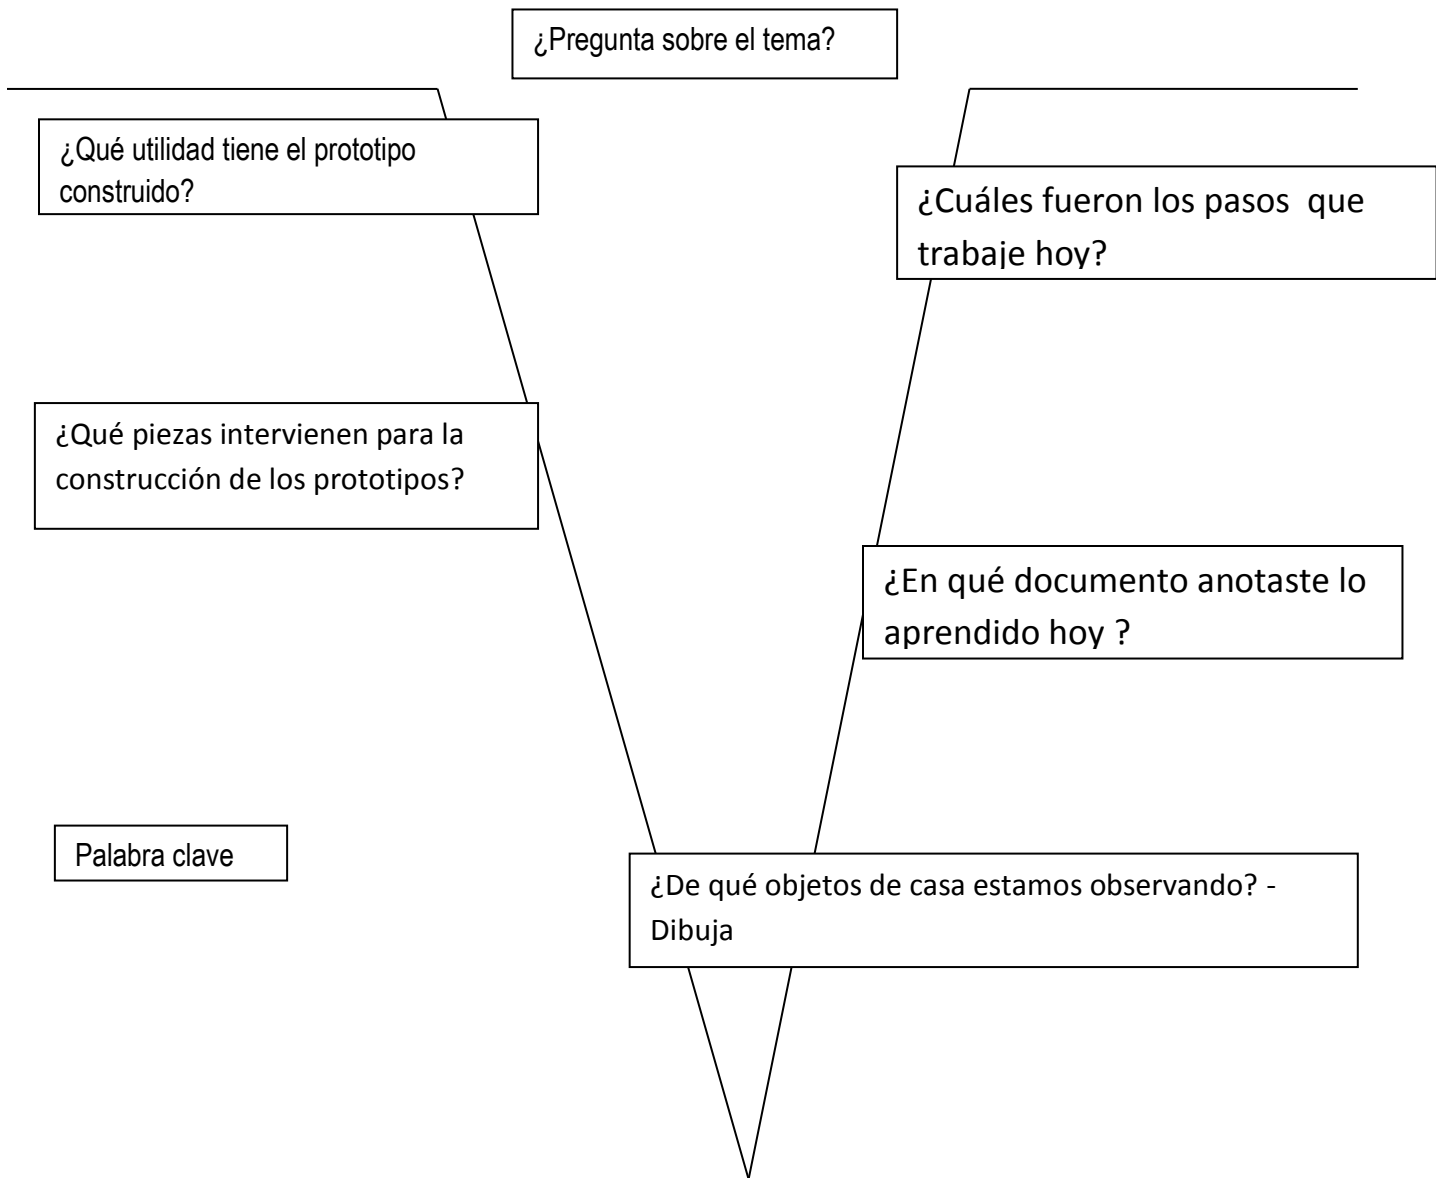 ¿Pregunta sobre el tema?
¿Qué utilidad tiene el prototipo
construido?
¿Cuáles fueron los pasos  que
trabaje hoy?
¿Qué piezas intervienen para la
construcción de los prototipos?
¿En qué documento anotaste lo
aprendido hoy ?
Palabra clave
¿De qué objetos de casa estamos observando? -
Dibuja